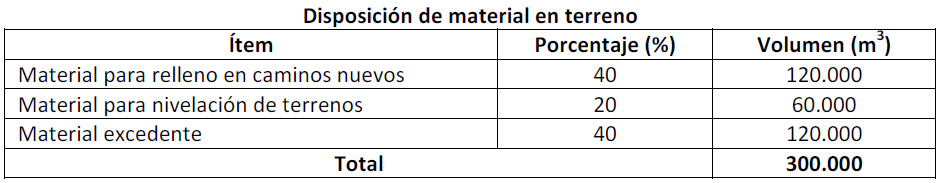 Disposición de material en terreno
Ítem Porcentaje (%) Volumen (m³)
Material para relleno en caminos nuevos 40 120.000
Material para nivelación de terrenos 20 60.000
Material excedente 40 120.000
Total 300.000